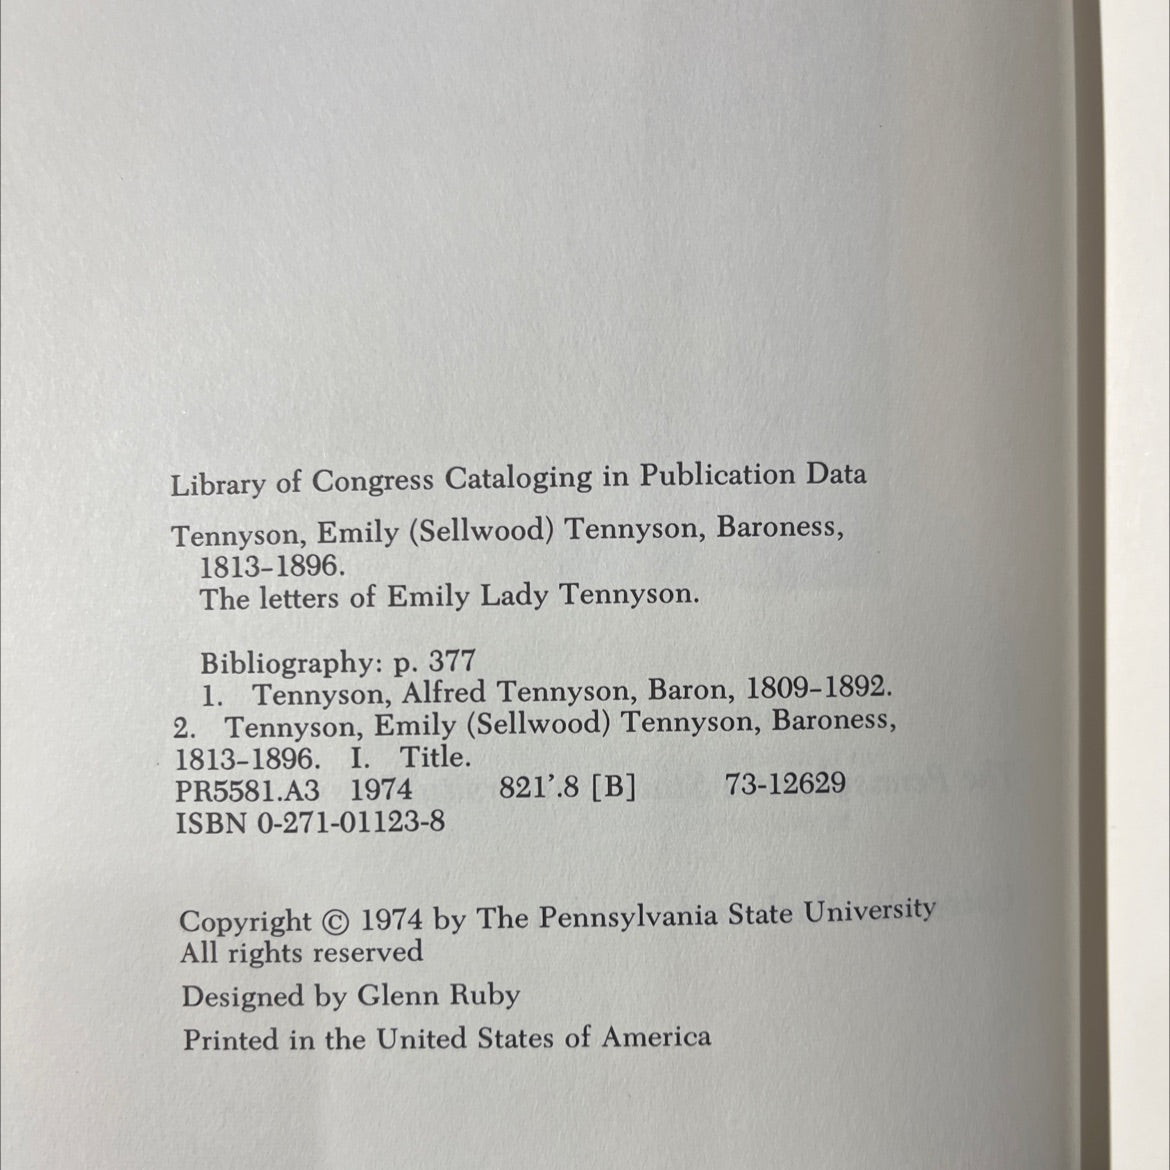 Library of Congress Cataloging in Publication Data
Tennyson, Emily (Sellwood) Tennyson, Baroness,
1813–1896.
The letters of Emily Lady Tennyson.
Bibliography: p. 377
1. Tennyson, Alfred Tennyson, Baron, 1809–1892.
2. Tennyson, Emily (Sellwood) Tennyson, Baroness,
1813–1896. I. Title.
PR5581.A3 1974 821'.8 [B] 73-12629
ISBN 0-271-01123-8
Copyright © 1974 by The Pennsylvania State University
All rights reserved
Designed by Glenn Ruby
Printed in the United States of America